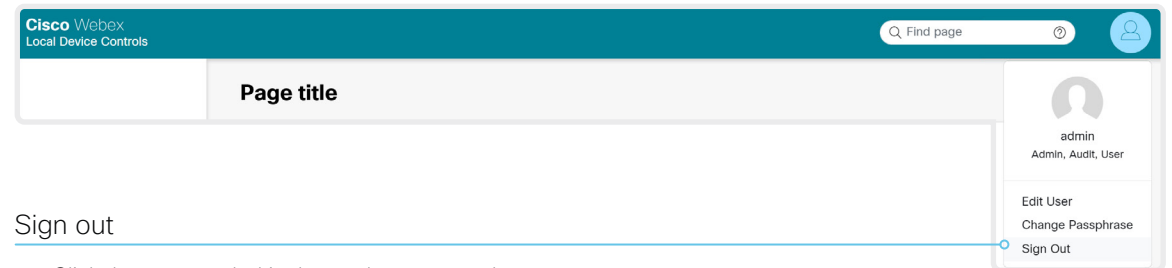 Cisco Webex
Local Device Controls
Find page
Page title
admin
Admin, Audit, User
Edit User
Change Passphrase
Sign Out
Sign out